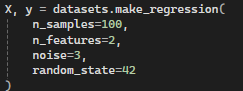 X, y = datasets.make_regression(
    n_samples=100,
    n_features=2,
    noise=3,
    random_state=42
)